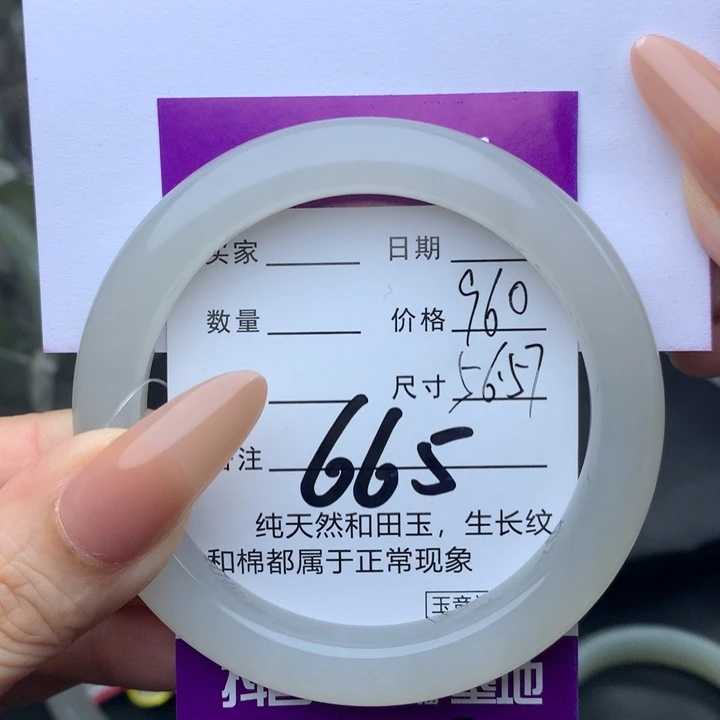 买家 日期
数量 价格 960
尺寸 56.57
备注 665
纯天然和田玉，生长纹
和棉都属于正常现象